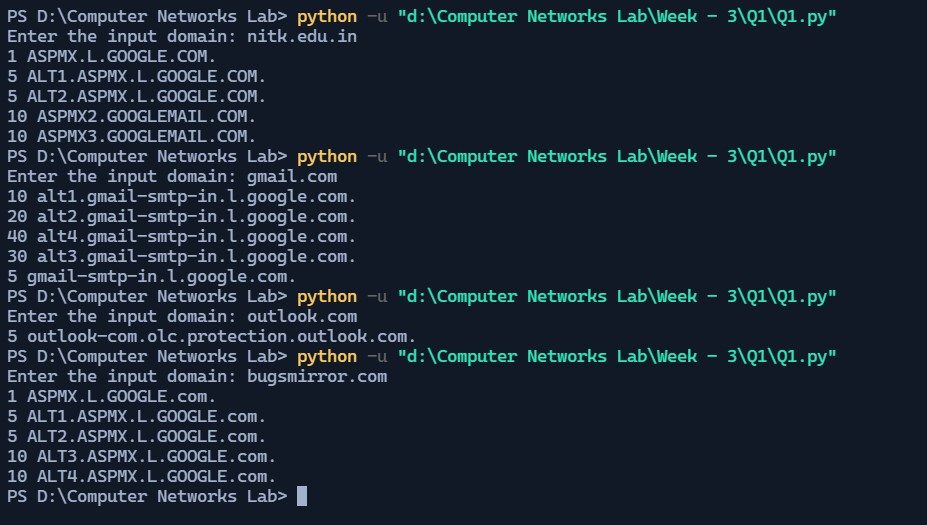 PS D:\Computer Networks Lab> python -u "d:\Computer Networks Lab\Week - 3\Q1\Q1.py"
Enter the input domain: nitk.edu.in
1 ASPMX.L.GOOGLE.COM.
5 ALT1.ASPMX.L.GOOGLE.COM.
5 ALT2.ASPMX.L.GOOGLE.COM.
10 ASPMX2.GOOGLEMAIL.COM.
10 ASPMX3.GOOGLEMAIL.COM.
PS D:\Computer Networks Lab> python -u "d:\Computer Networks Lab\Week - 3\Q1\Q1.py"
Enter the input domain: gmail.com
10 alt1.gmail-smtp-in.l.google.com.
20 alt2.gmail-smtp-in.l.google.com.
40 alt4.gmail-smtp-in.l.google.com.
30 alt3.gmail-smtp-in.l.google.com.
5 gmail-smtp-in.l.google.com.
PS D:\Computer Networks Lab> python -u "d:\Computer Networks Lab\Week - 3\Q1\Q1.py"
Enter the input domain: outlook.com
5 outlook-com.olc.protection.outlook.com.
PS D:\Computer Networks Lab> python -u "d:\Computer Networks Lab\Week - 3\Q1\Q1.py"
Enter the input domain: bugsmirror.com
1 ASPMX.L.GOOGLE.com.
5 ALT1.ASPMX.L.GOOGLE.com.
5 ALT2.ASPMX.L.GOOGLE.com.
10 ALT3.ASPMX.L.GOOGLE.com.
10 ALT4.ASPMX.L.GOOGLE.com.
PS D:\Computer Networks Lab>